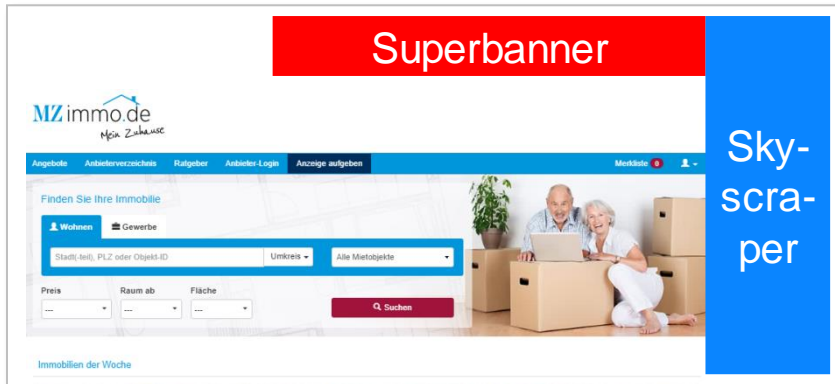 Superbanner
Sky-
scra-
per
MZimmo.de
Mein Zuhause
Angebote Anbieterverzeichnis Ratgeber Anbieter-Login Anzeige aufgeben Merkliste 0
Finden Sie Ihre Immobilie
Wohnen Gewerbe
Stadt(-teil), PLZ oder Objekt-ID Umkreis Alle Mietobjekte
Preis Raum ab Fläche
--- --- --- Suchen
Immobilien der Woche